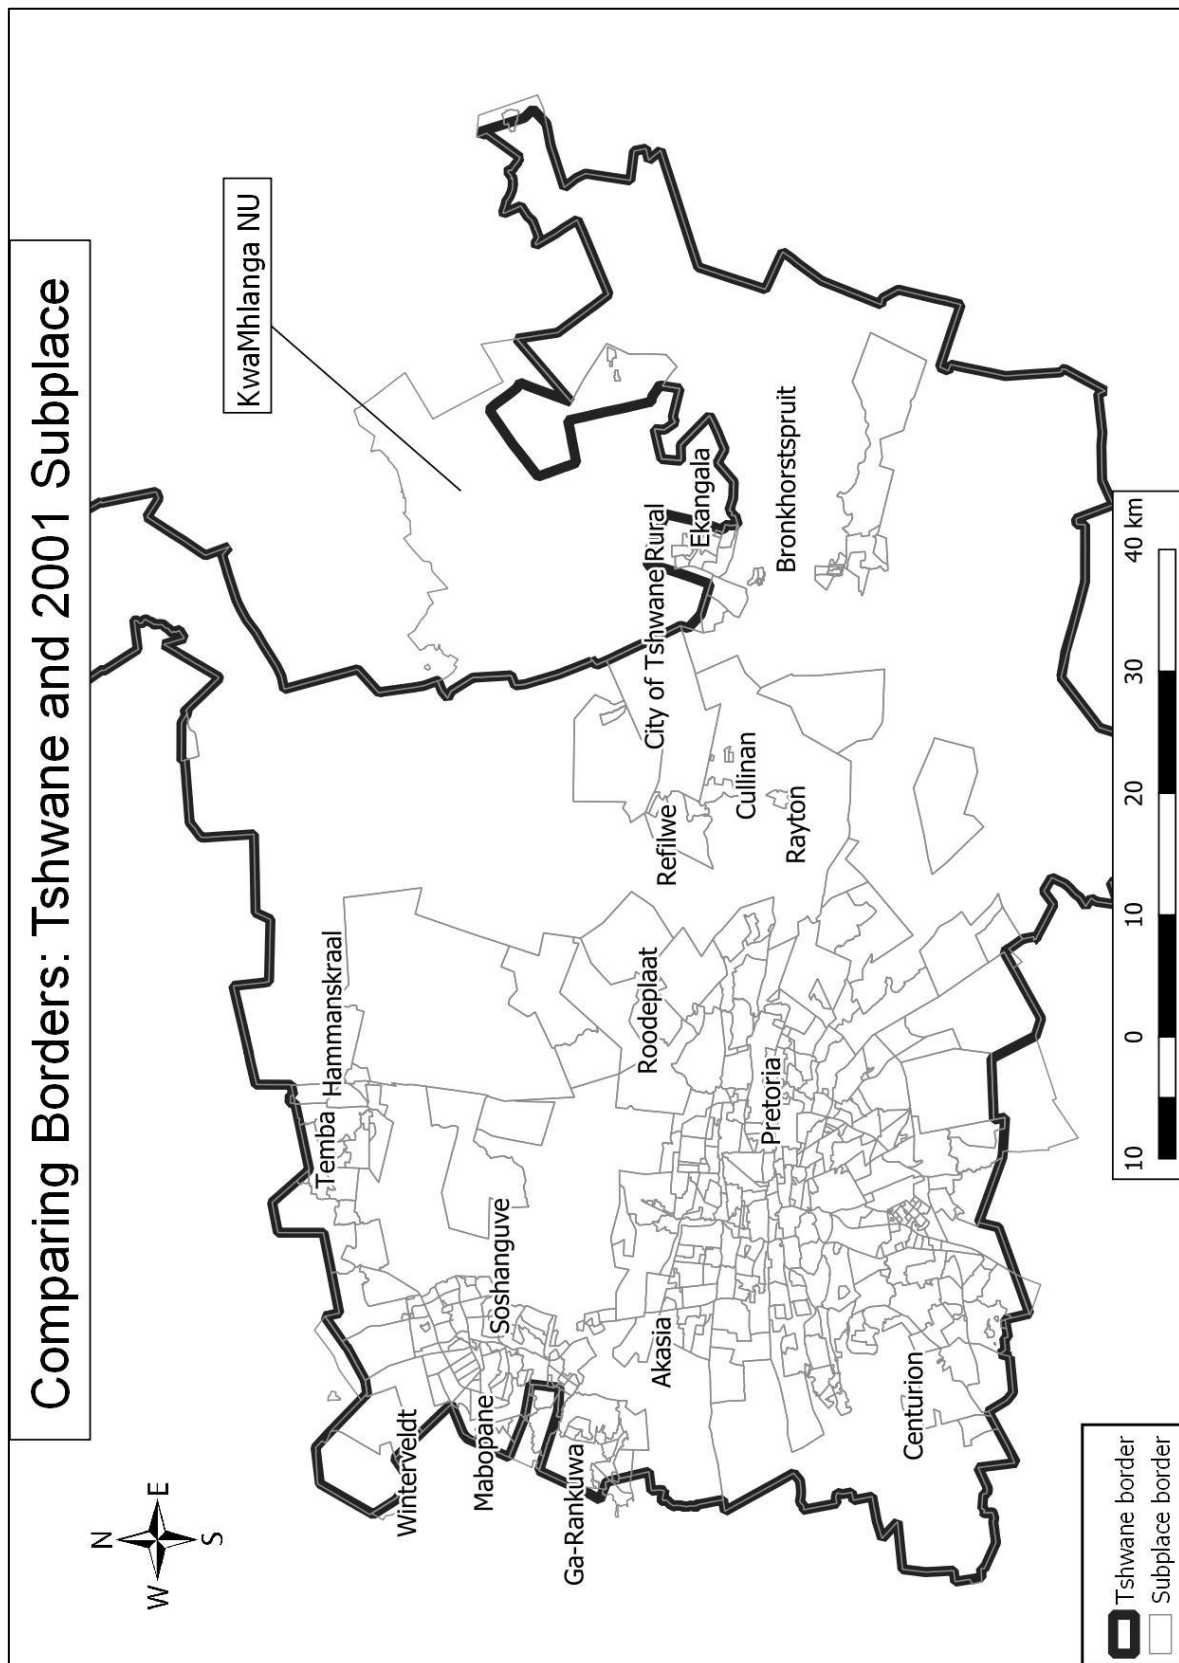 Comparing Borders: Tshwane and 2001 Subplace
N
W
E
S
KwaMhlanga NU
Temba
Hammanskraal
Winterveldt
Mabopane
Soshanguve
Ga-Rankuwa
Akasia
Roodeplaat
Refilwe
City of Tshwane Rural
Ekangala
Cullinan
Rayton
Bronkhorstspruit
Pretoria
Centurion
Tshwane border
Subplace border
10 0 10 20 30 40 km